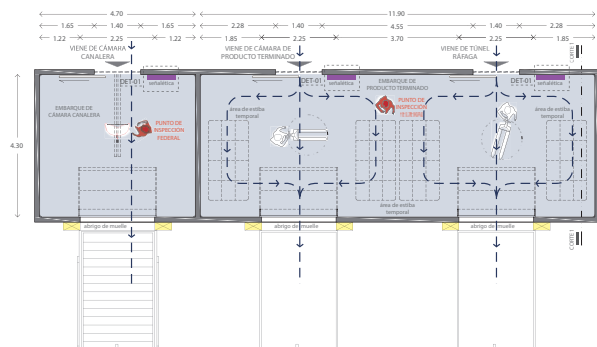 4.70
11.90
1.65
1.40
1.65
2.28
1.40
4.55
1.40
2.28
1.22
2.25
1.22
1.85
2.25
3.70
2.25
1.85
VIENE DE CÁMAHA
CANALERA
VIENE DE CÁMARA DE
PRODUCTO TERMINADO
VIENE DE TÚNEL
RÁFAGA
CORTE 1
DET-01
señalética
DET-01
señalética
DET-01
señalética
EMBARQUE DE
CÁMARA CANALERA
PUNTO DE
INSPECCIÓN
FEDERAL
área de estiba
temporal
EMBARQUE DE
PRODUCTO TERMINADO
PUNTO DE
INSPECCIÓN
área de estiba
temporal
4.30
área de estiba
temporal
abrigo de muelle
abrigo de muelle
abrigo de muelle
CORTE 1